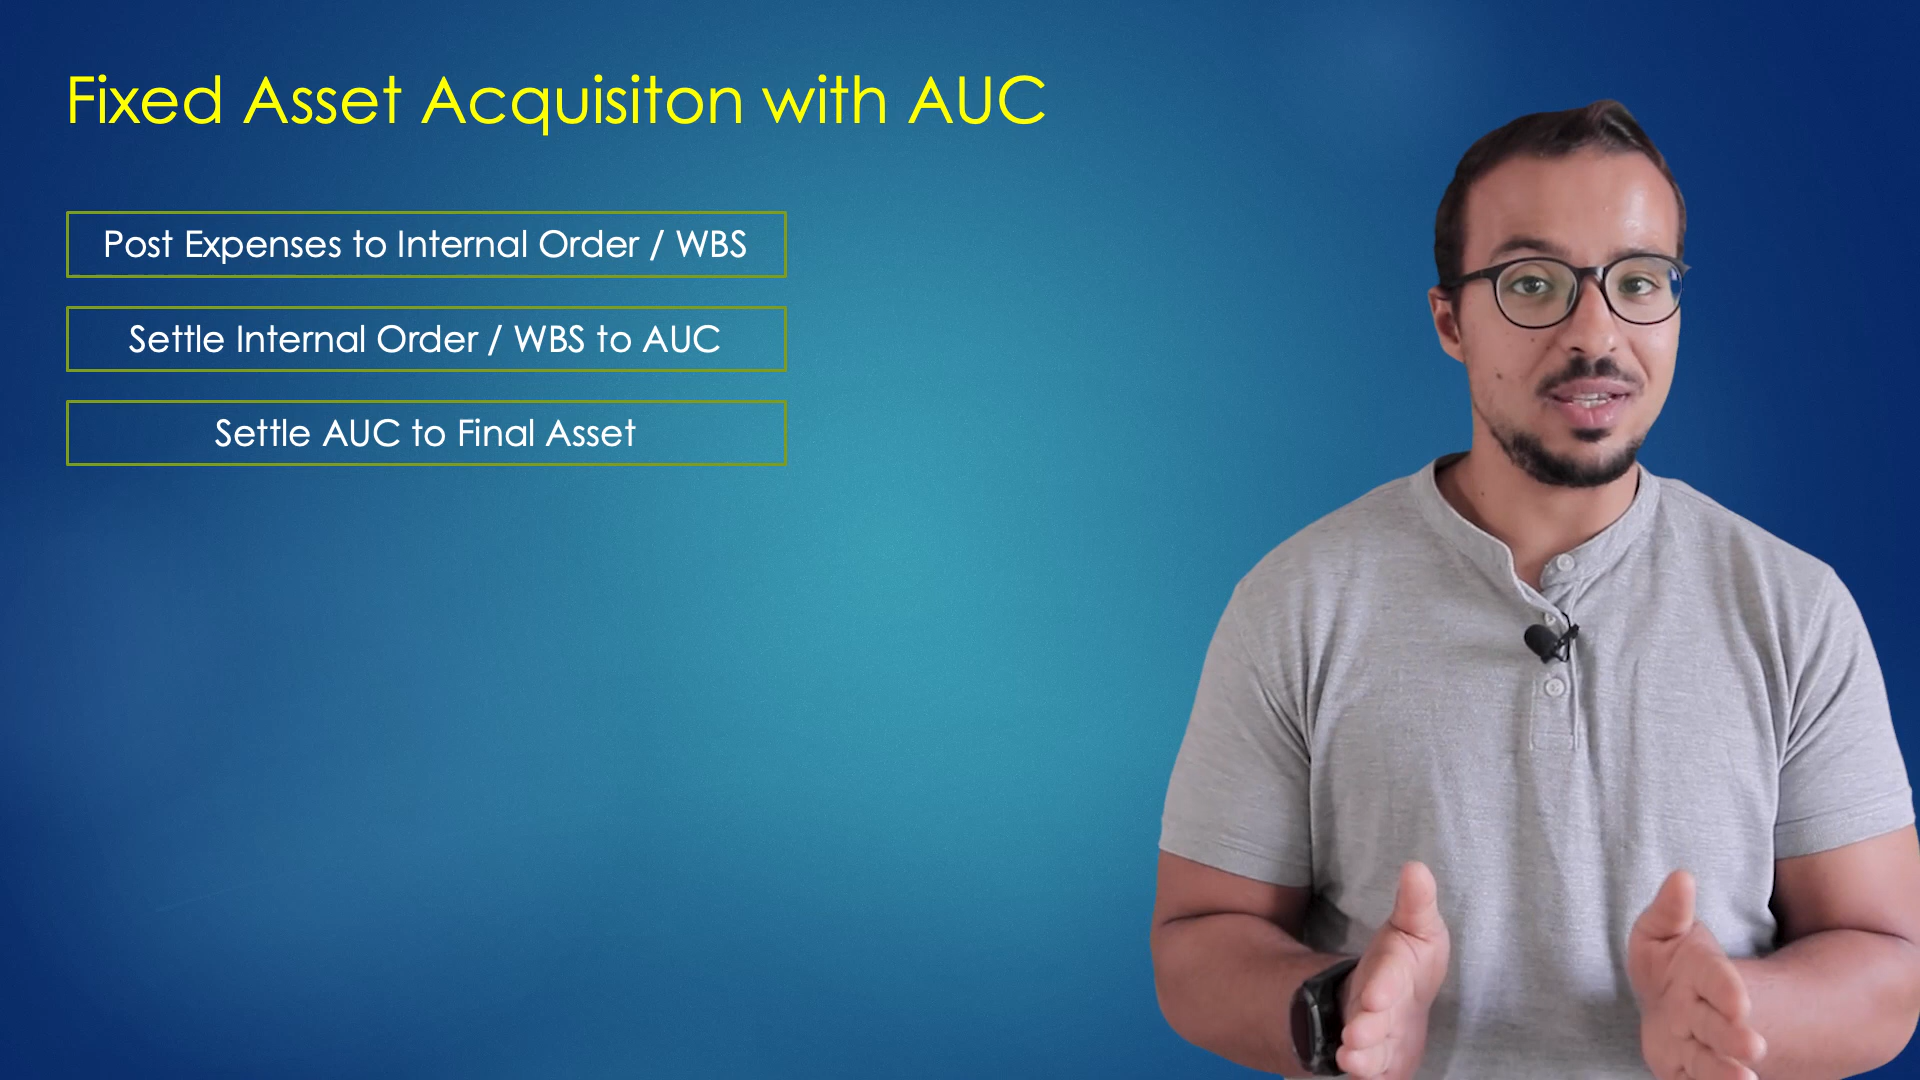 Fixed Asset Acquisiton with AUC
Post Expenses to Internal Order / WBS
Settle Internal Order / WBS to AUC
Settle AUC to Final Asset